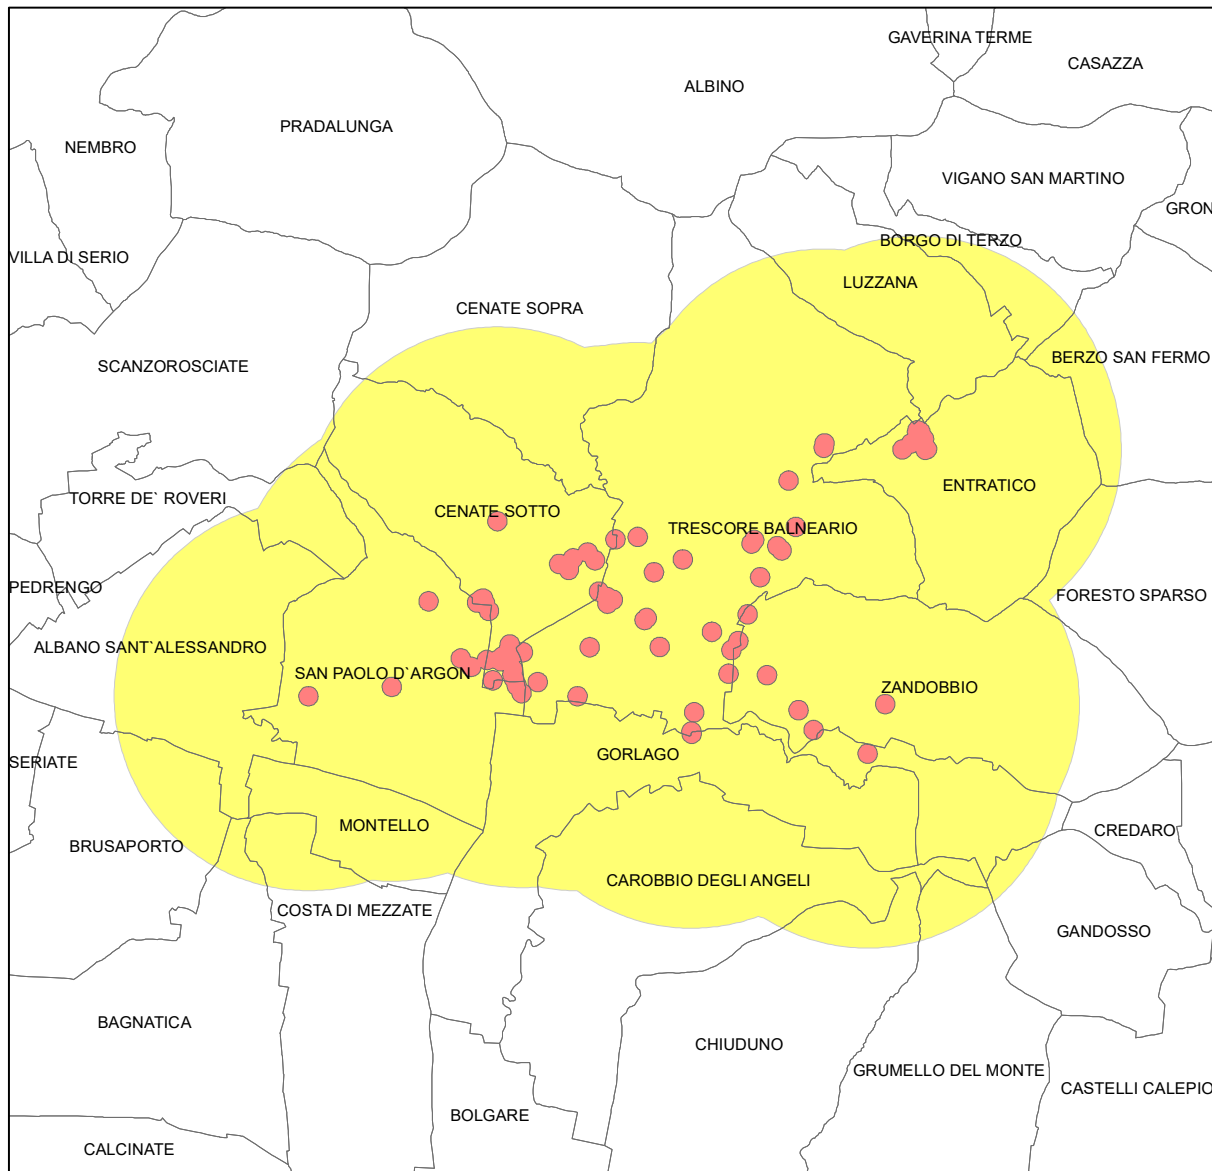 GAVERINA TERME
CASAZZA
ALBINO
PRADALUNGA
NEMBRO
VIGANO SAN MARTINO
GRON
BORGO DI TERZO
VILLA DI SERIO
LUZZANA
CENATE SOPRA
BERZO SAN FERMO
SCANZOROSCIATE
ENTRATICO
TORRE DE` ROVERI
CENATE SOTTO
TRESCORE BALNEARIO
PEDRENGO
FORESTO SPARSO
ALBANO SANT`ALESSANDRO
SAN PAOLO D`ARGON
ZANDOBBIO
GORLAGO
SERIATE
MONTELLO
CREDARO
BRUSAPORTO
CAROBBIO DEGLI ANGELI
COSTA DI MEZZATE
GANDOSSO
BAGNATICA
CHIUDUNO
GRUMELLO DEL MONTE
CASTELLI CALEPIO
BOLGARE
CALCINATE